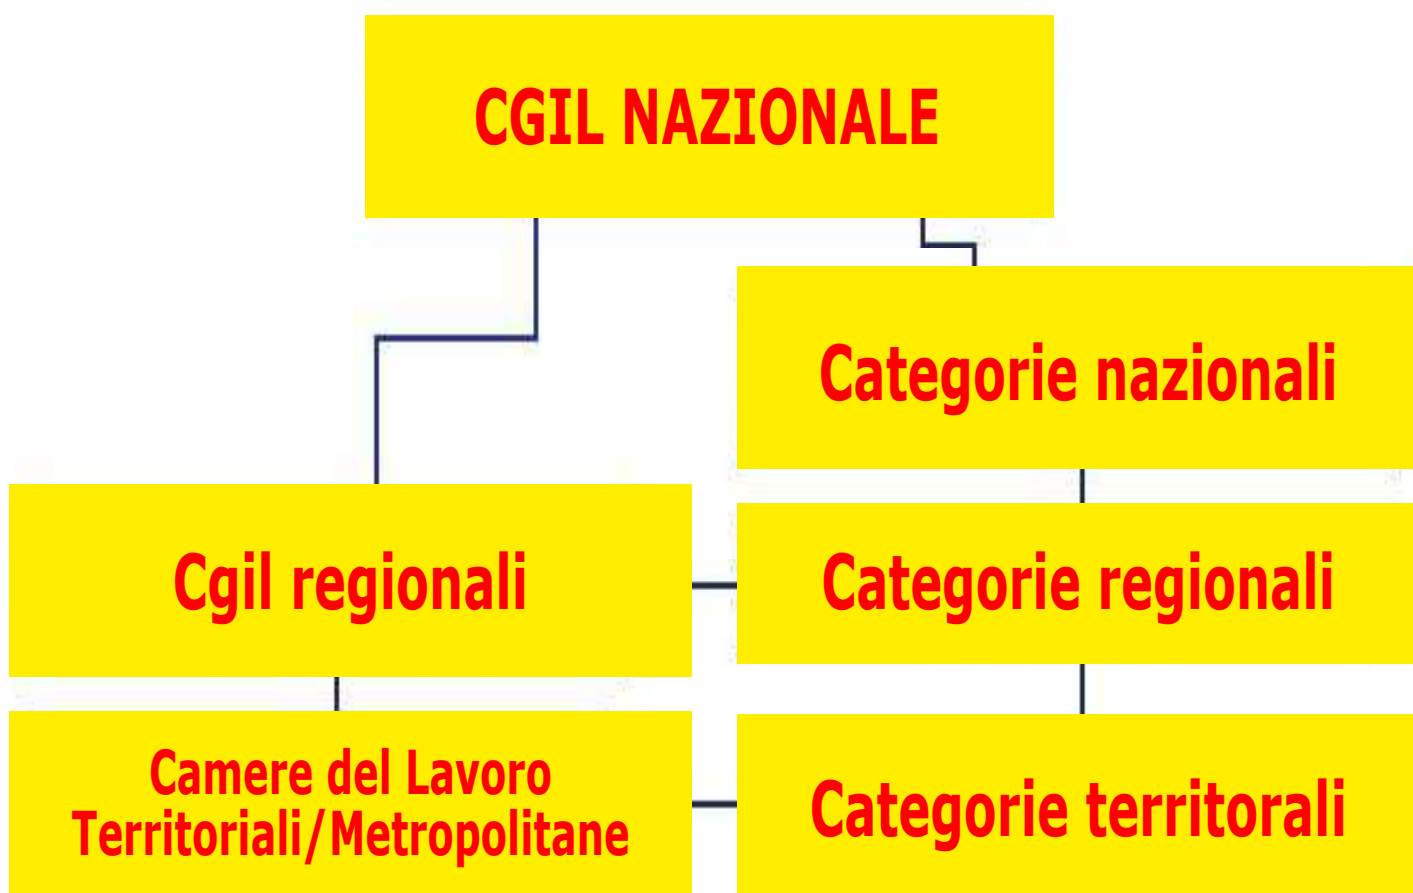 CGIL NAZIONALE
Categorie nazionali
Cgil regionali
Categorie regionali
Camere del Lavoro
Territoriali/Metropolitane
Categorie territorali